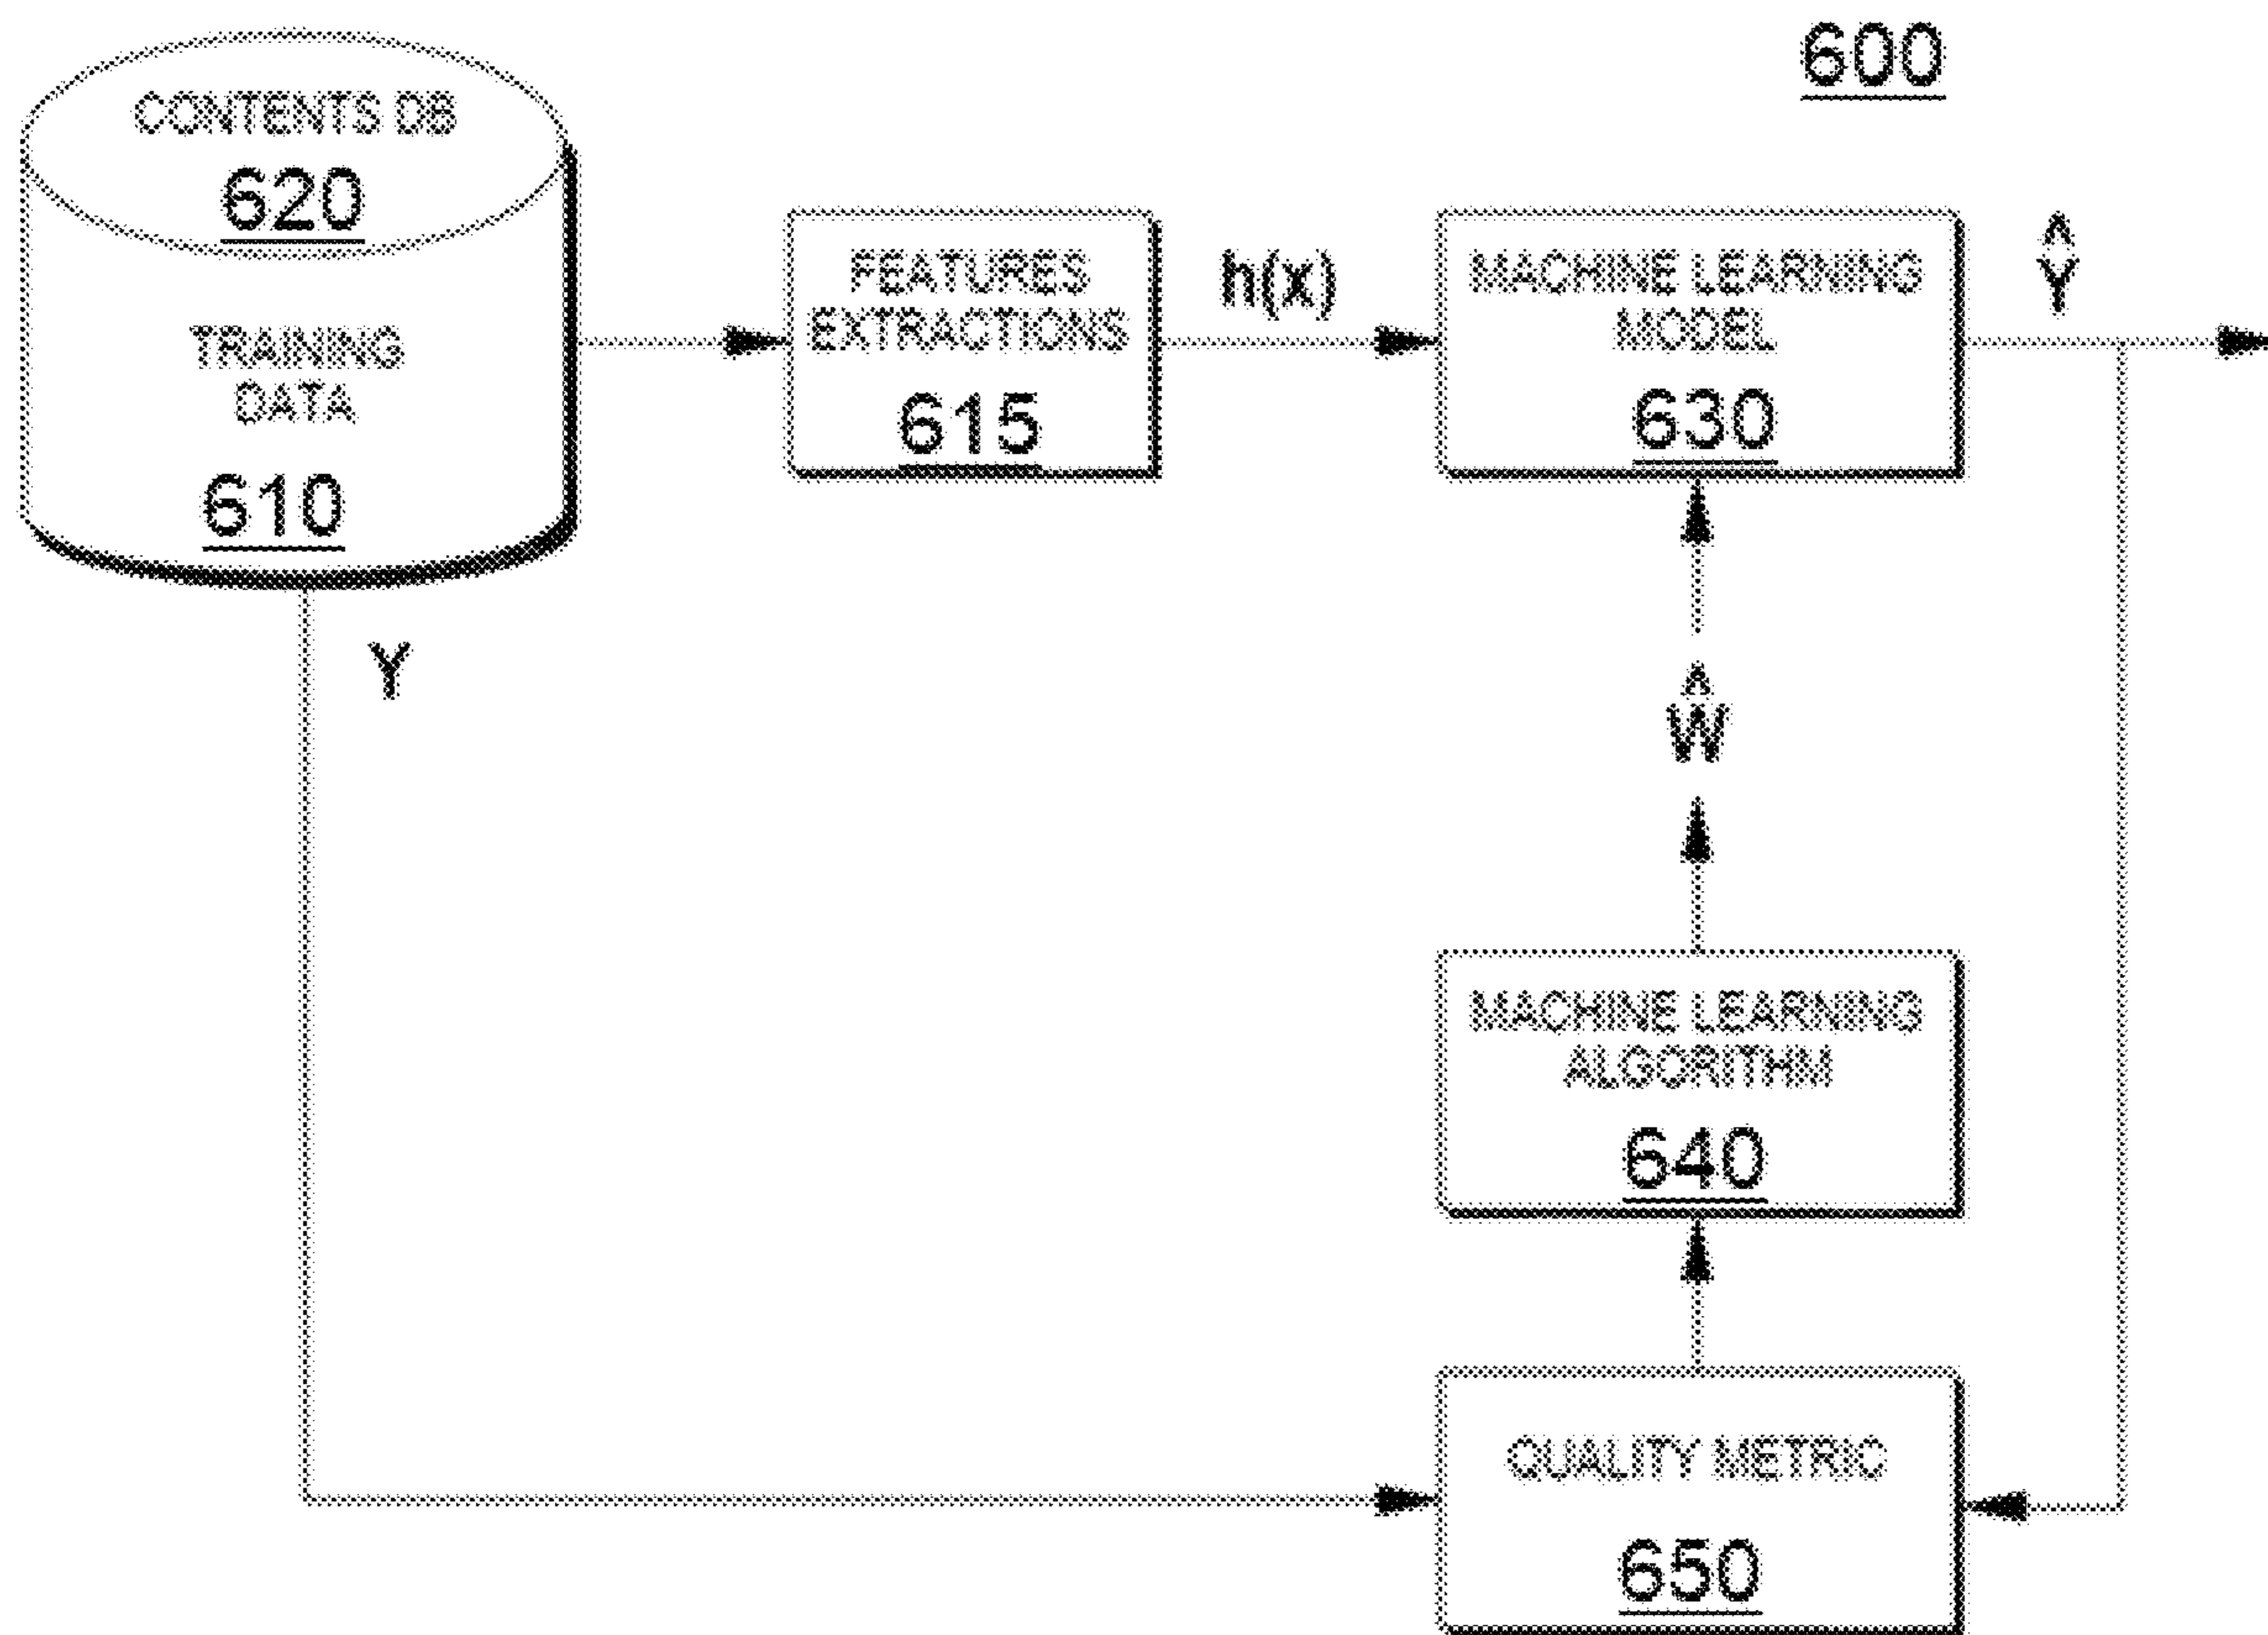 600
CONTENTS DB
620
TRAINING
DATA
610
FEATURES
EXTRACTIONS
615
h(x)
MACHINE LEARNING
MODEL
630
Ŷ
Y
Ŵ
MACHINE LEARNING
ALGORITHM
640
QUALITY METRIC
650